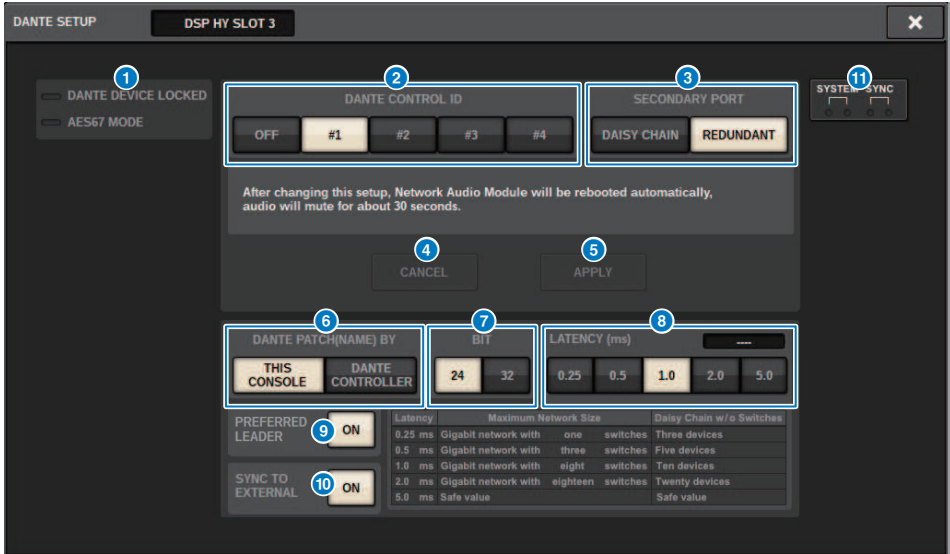 DANTE SETUP DSP HY SLOT 3
1
DANTE DEVICE LOCKED
AES67 MODE
2
DANTE CONTROL ID
OFF #1 #2 #3 #4
3
SECONDARY PORT
DAISY CHAIN REDUNDANT
11
SYSTEM SYNC
After changing this setup, Network Audio Module will be rebooted automatically,
audio will mute for about 30 seconds.
4
CANCEL
5
APPLY
6
DANTE PATCH(NAME) BY
THIS CONSOLE
DANTE CONTROLLER
7
BIT
24 32
8
LATENCY (ms) ----
0.25 0.5 1.0 2.0 5.0
PREFERRED
LEADER
9
ON
SYNC TO
EXTERNAL
10
ON
Latency Maximum Network Size Daisy Chain w/o Switches
0.25 ms Gigabit network with one switches Three devices
0.5 ms Gigabit network with three switches Five devices
1.0 ms Gigabit network with eight switches Ten devices
2.0 ms Gigabit network with eighteen switches Twenty devices
5.0 ms Safe value Safe value